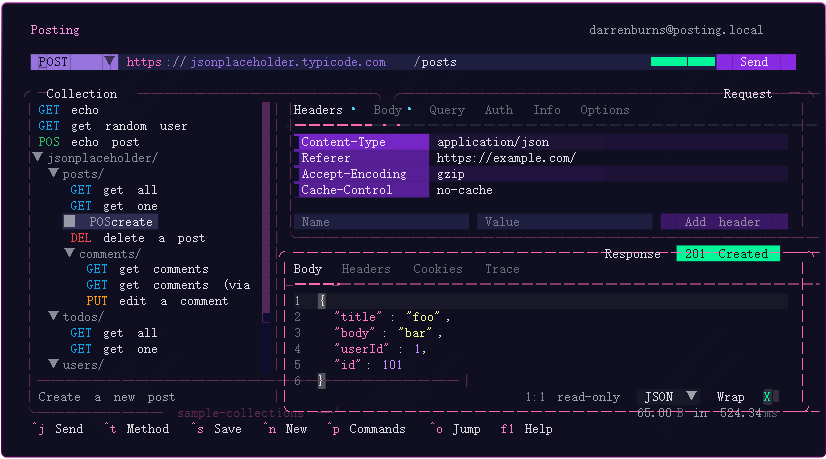 Posting darrenburns@posting.local
POST ▼ https://jsonplaceholder.typicode.com/posts Send
Collection
GET echo
GET get random user
POS echo post
▼ jsonplaceholder/
▼ posts/
GET get all
GET get one
POS create
DEL delete a post
▼ comments/
GET get comments
GET get comments (via
PUT edit a comment
▼ todos/
GET get all
GET get one
▼ users/
Create a new post
sample-collections
Request
Headers • Body • Query Auth Info Options
Content-Type application/json
Referer https://example.com/
Accept-Encoding gzip
Cache-Control no-cache
Name Value Add header
Response 201 Created
Body Headers Cookies Trace
1 {
2 "title" : "foo",
3 "body" : "bar",
4 "userId" : 1,
5 "id" : 101
6 }
1:1 read-only JSON ▼ Wrap X
65.00 B in 524.34 ms
^j Send ^t Method ^s Save ^n New ^p Commands ^o Jump f1 Help